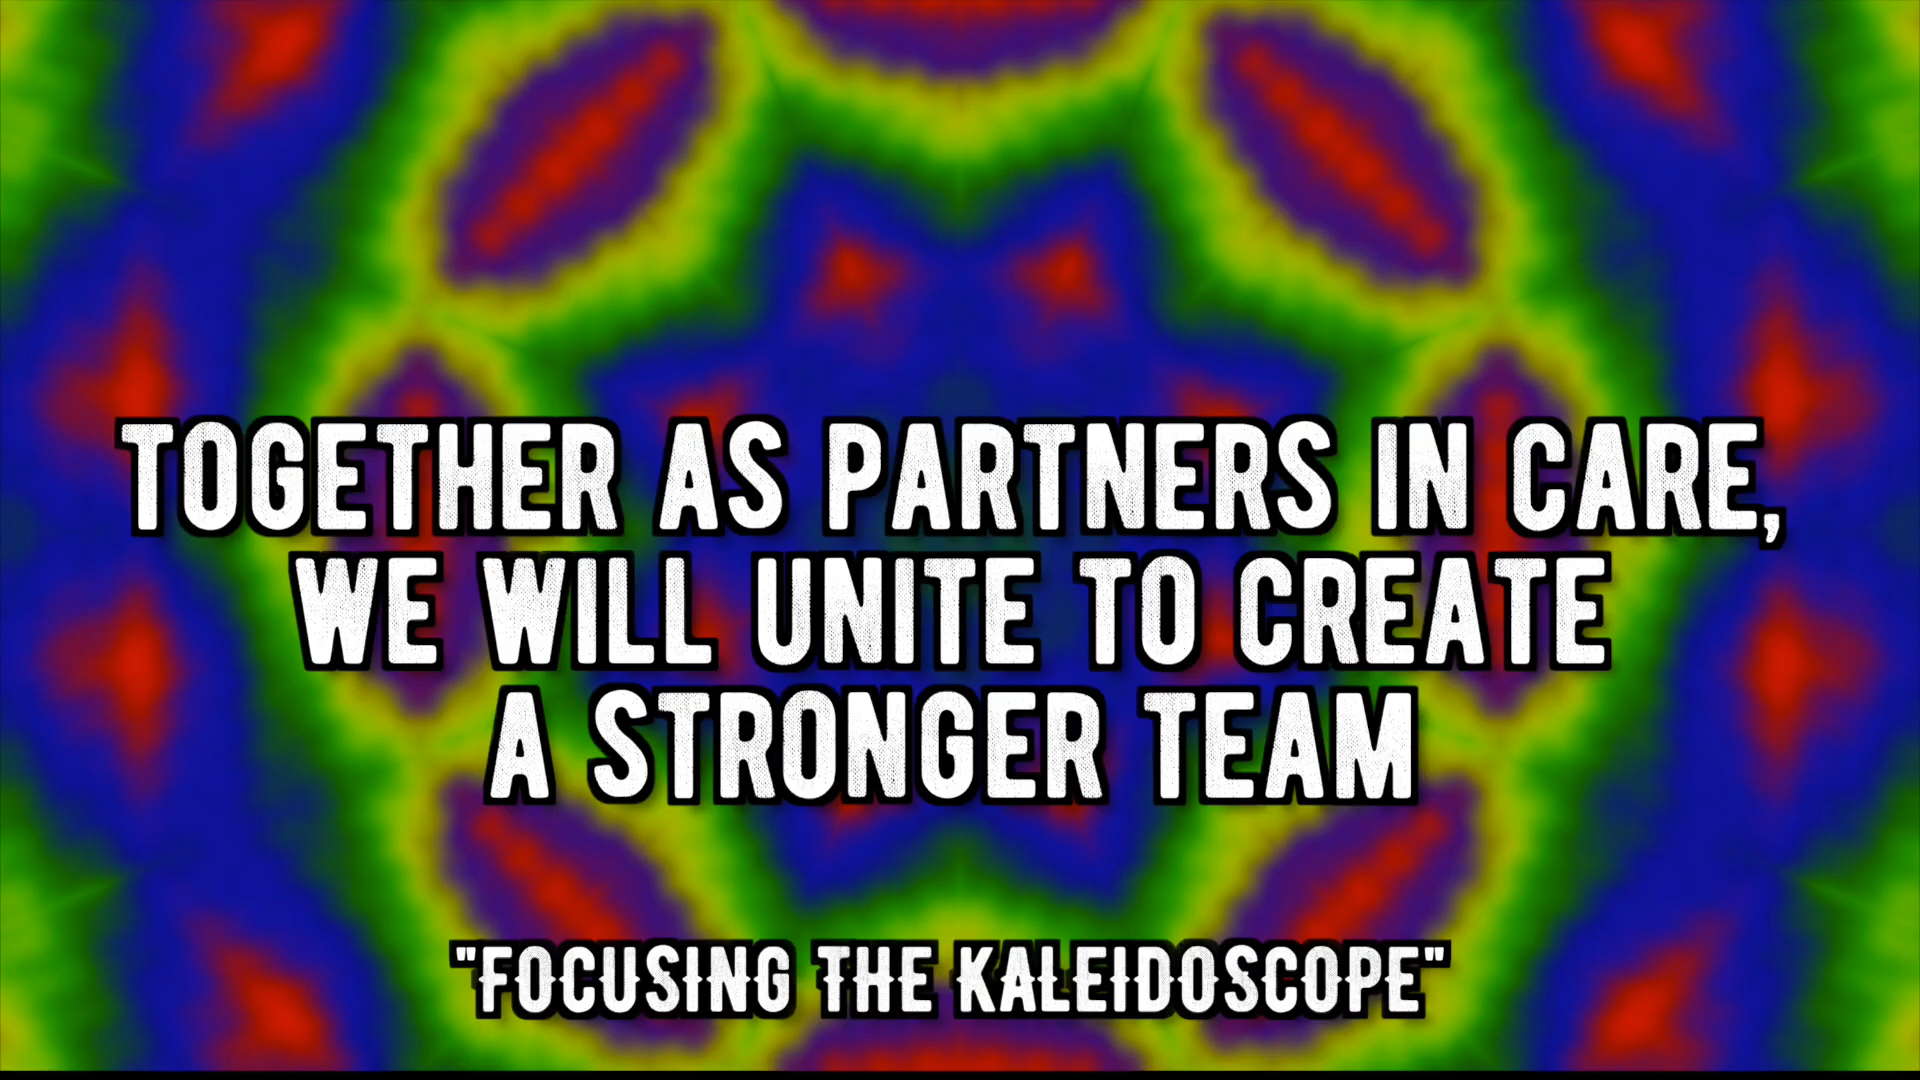 TOGETHER AS PARTNERS IN CARE,
WE WILL UNITE TO CREATE
A STRONGER TEAM
"FOCUSING THE KALEIDOSCOPE"